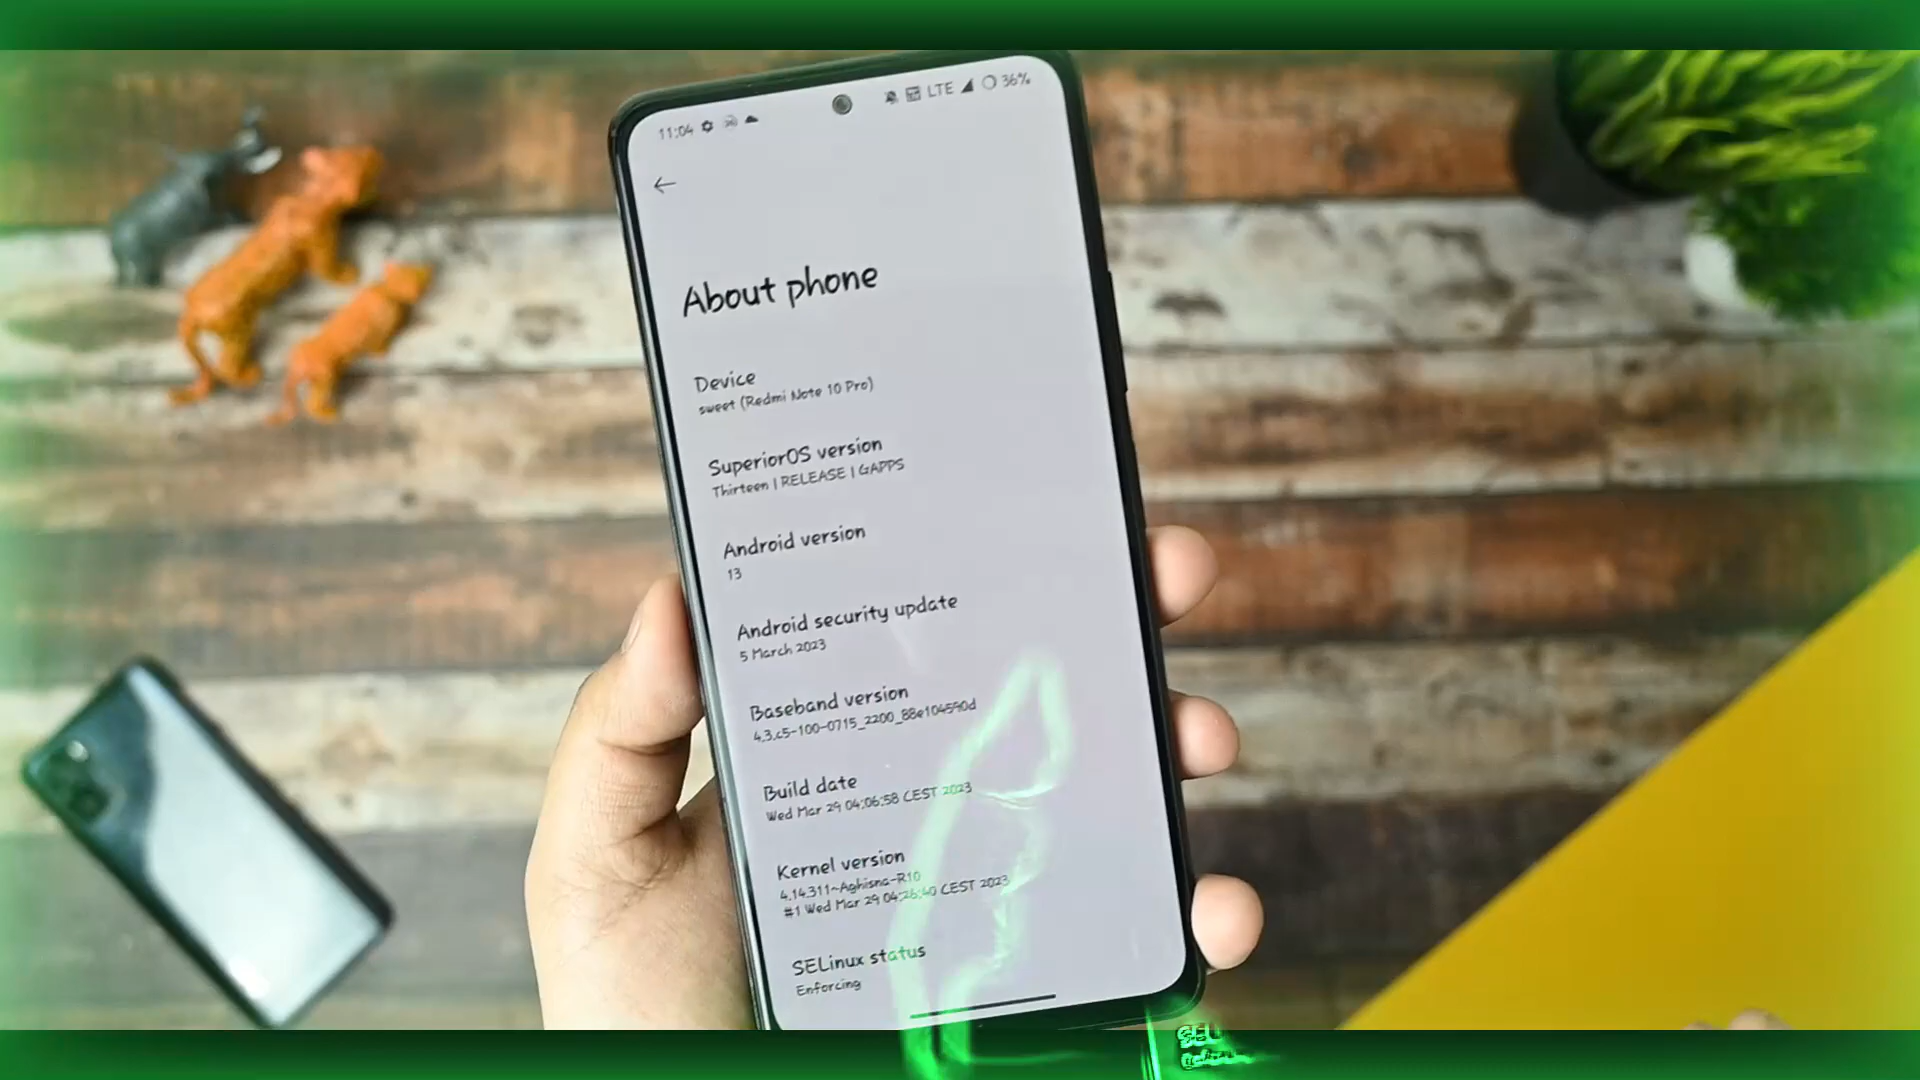 11:04 LTE 36%
About phone
Device
sweet (Redmi Note 10 Pro)
SuperiorOS version
Thirteen | RELEASE | GAPPS
Android version
13
Android security update
5 March 2023
Baseband version
4.3.c5-100-0715_2200_88e104590d
Build date
Wed Mar 29 04:06:58 CEST 2023
Kernel version
4.14.311~Aghisna-R10
#1 Wed Mar 29 04:26:40 CEST 2023
SELinux status
Enforcing